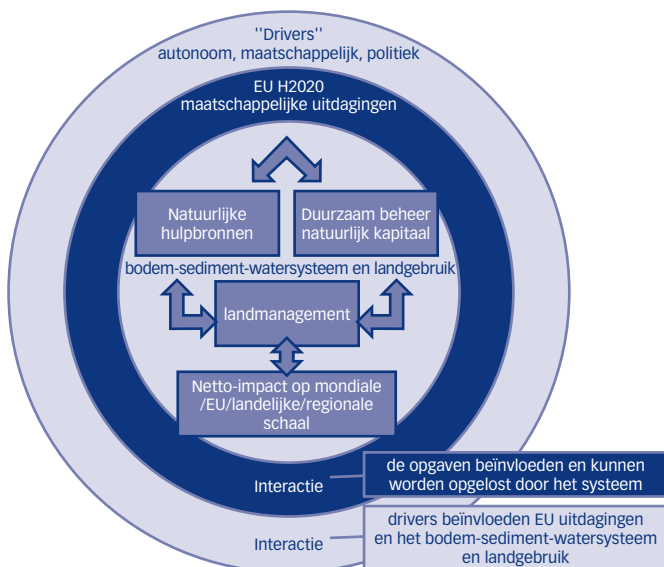 "Drivers"
autonoom, maatschappelijk, politiek
EU H2020
maatschappelijke uitdagingen
Natuurlijke
hulpbronnen
Duurzaam beheer
natuurlijk kapitaal
bodem-sediment-watersysteem en landgebruik
landmanagement
Netto-impact op mondiale
/EU/landelijke/regionale
schaal
Interactie
de opgaven beïnvloeden en kunnen
worden opgelost door het systeem
Interactie
drivers beïnvloeden EU uitdagingen
en het bodem-sediment-watersysteem
en landgebruik